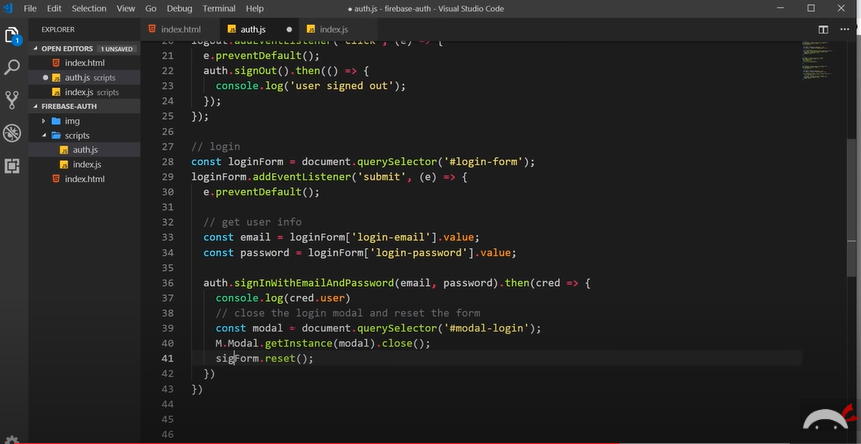 File Edit Selection View Go Debug Terminal Help
● auth.js - firebase-auth - Visual Studio Code
EXPLORER
index.html auth.js ● index.js
1
OPEN EDITORS 1 UNSAVED
index.html
● auth.js scripts
index.js scripts
FIREBASE-AUTH
img
scripts
auth.js
index.js
index.html
20 logout.addEventListener('click', (e) => {
21 e.preventDefault();
22 auth.signOut().then(() => {
23 console.log('user signed out');
24 });
25 });
26
27 // login
28 const loginForm = document.querySelector('#login-form');
29 loginForm.addEventListener('submit', (e) => {
30 e.preventDefault();
31
32 // get user info
33 const email = loginForm['login-email'].value;
34 const password = loginForm['login-password'].value;
35
36 auth.signInWithEmailAndPassword(email, password).then(cred => {
37 console.log(cred.user)
38 // close the login modal and reset the form
39 const modal = document.querySelector('#modal-login');
40 M.Modal.getInstance(modal).close();
41 sigForm.reset();
42 })
43 })
44
45
46